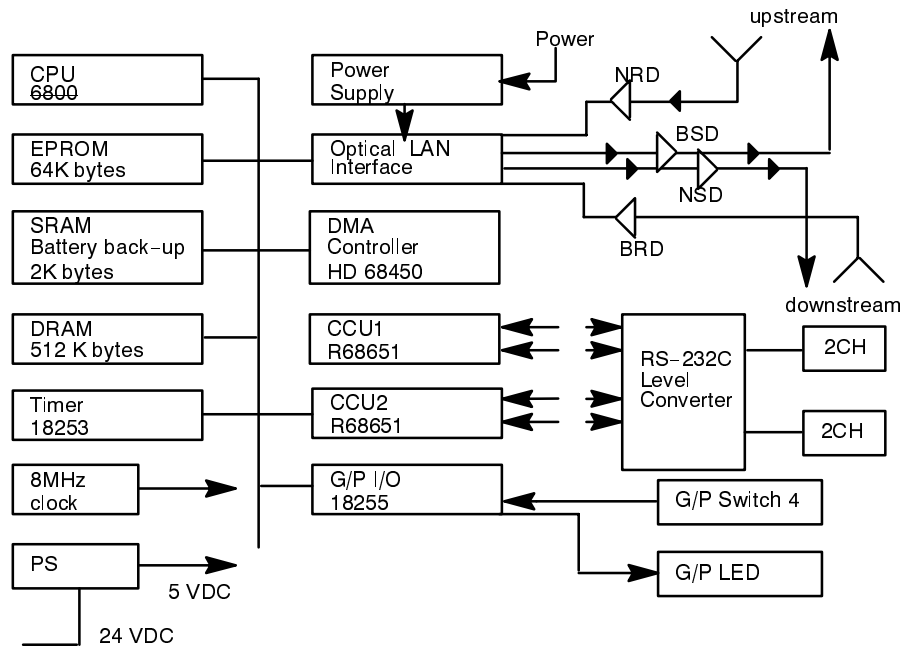 upstream
Power
CPU
6800
Power
Supply
NRD
EPROM
64K bytes
Optical LAN
Interface
BSD
NSD
SRAM
Battery back-up
2K bytes
DMA
Controller
HD 68450
BRD
downstream
DRAM
512 K bytes
CCU1
R68651
RS-232C
Level
Converter
2CH
Timer
18253
CCU2
R68651
2CH
8MHz
clock
G/P I/O
18255
G/P Switch 4
PS
G/P LED
5 VDC
24 VDC